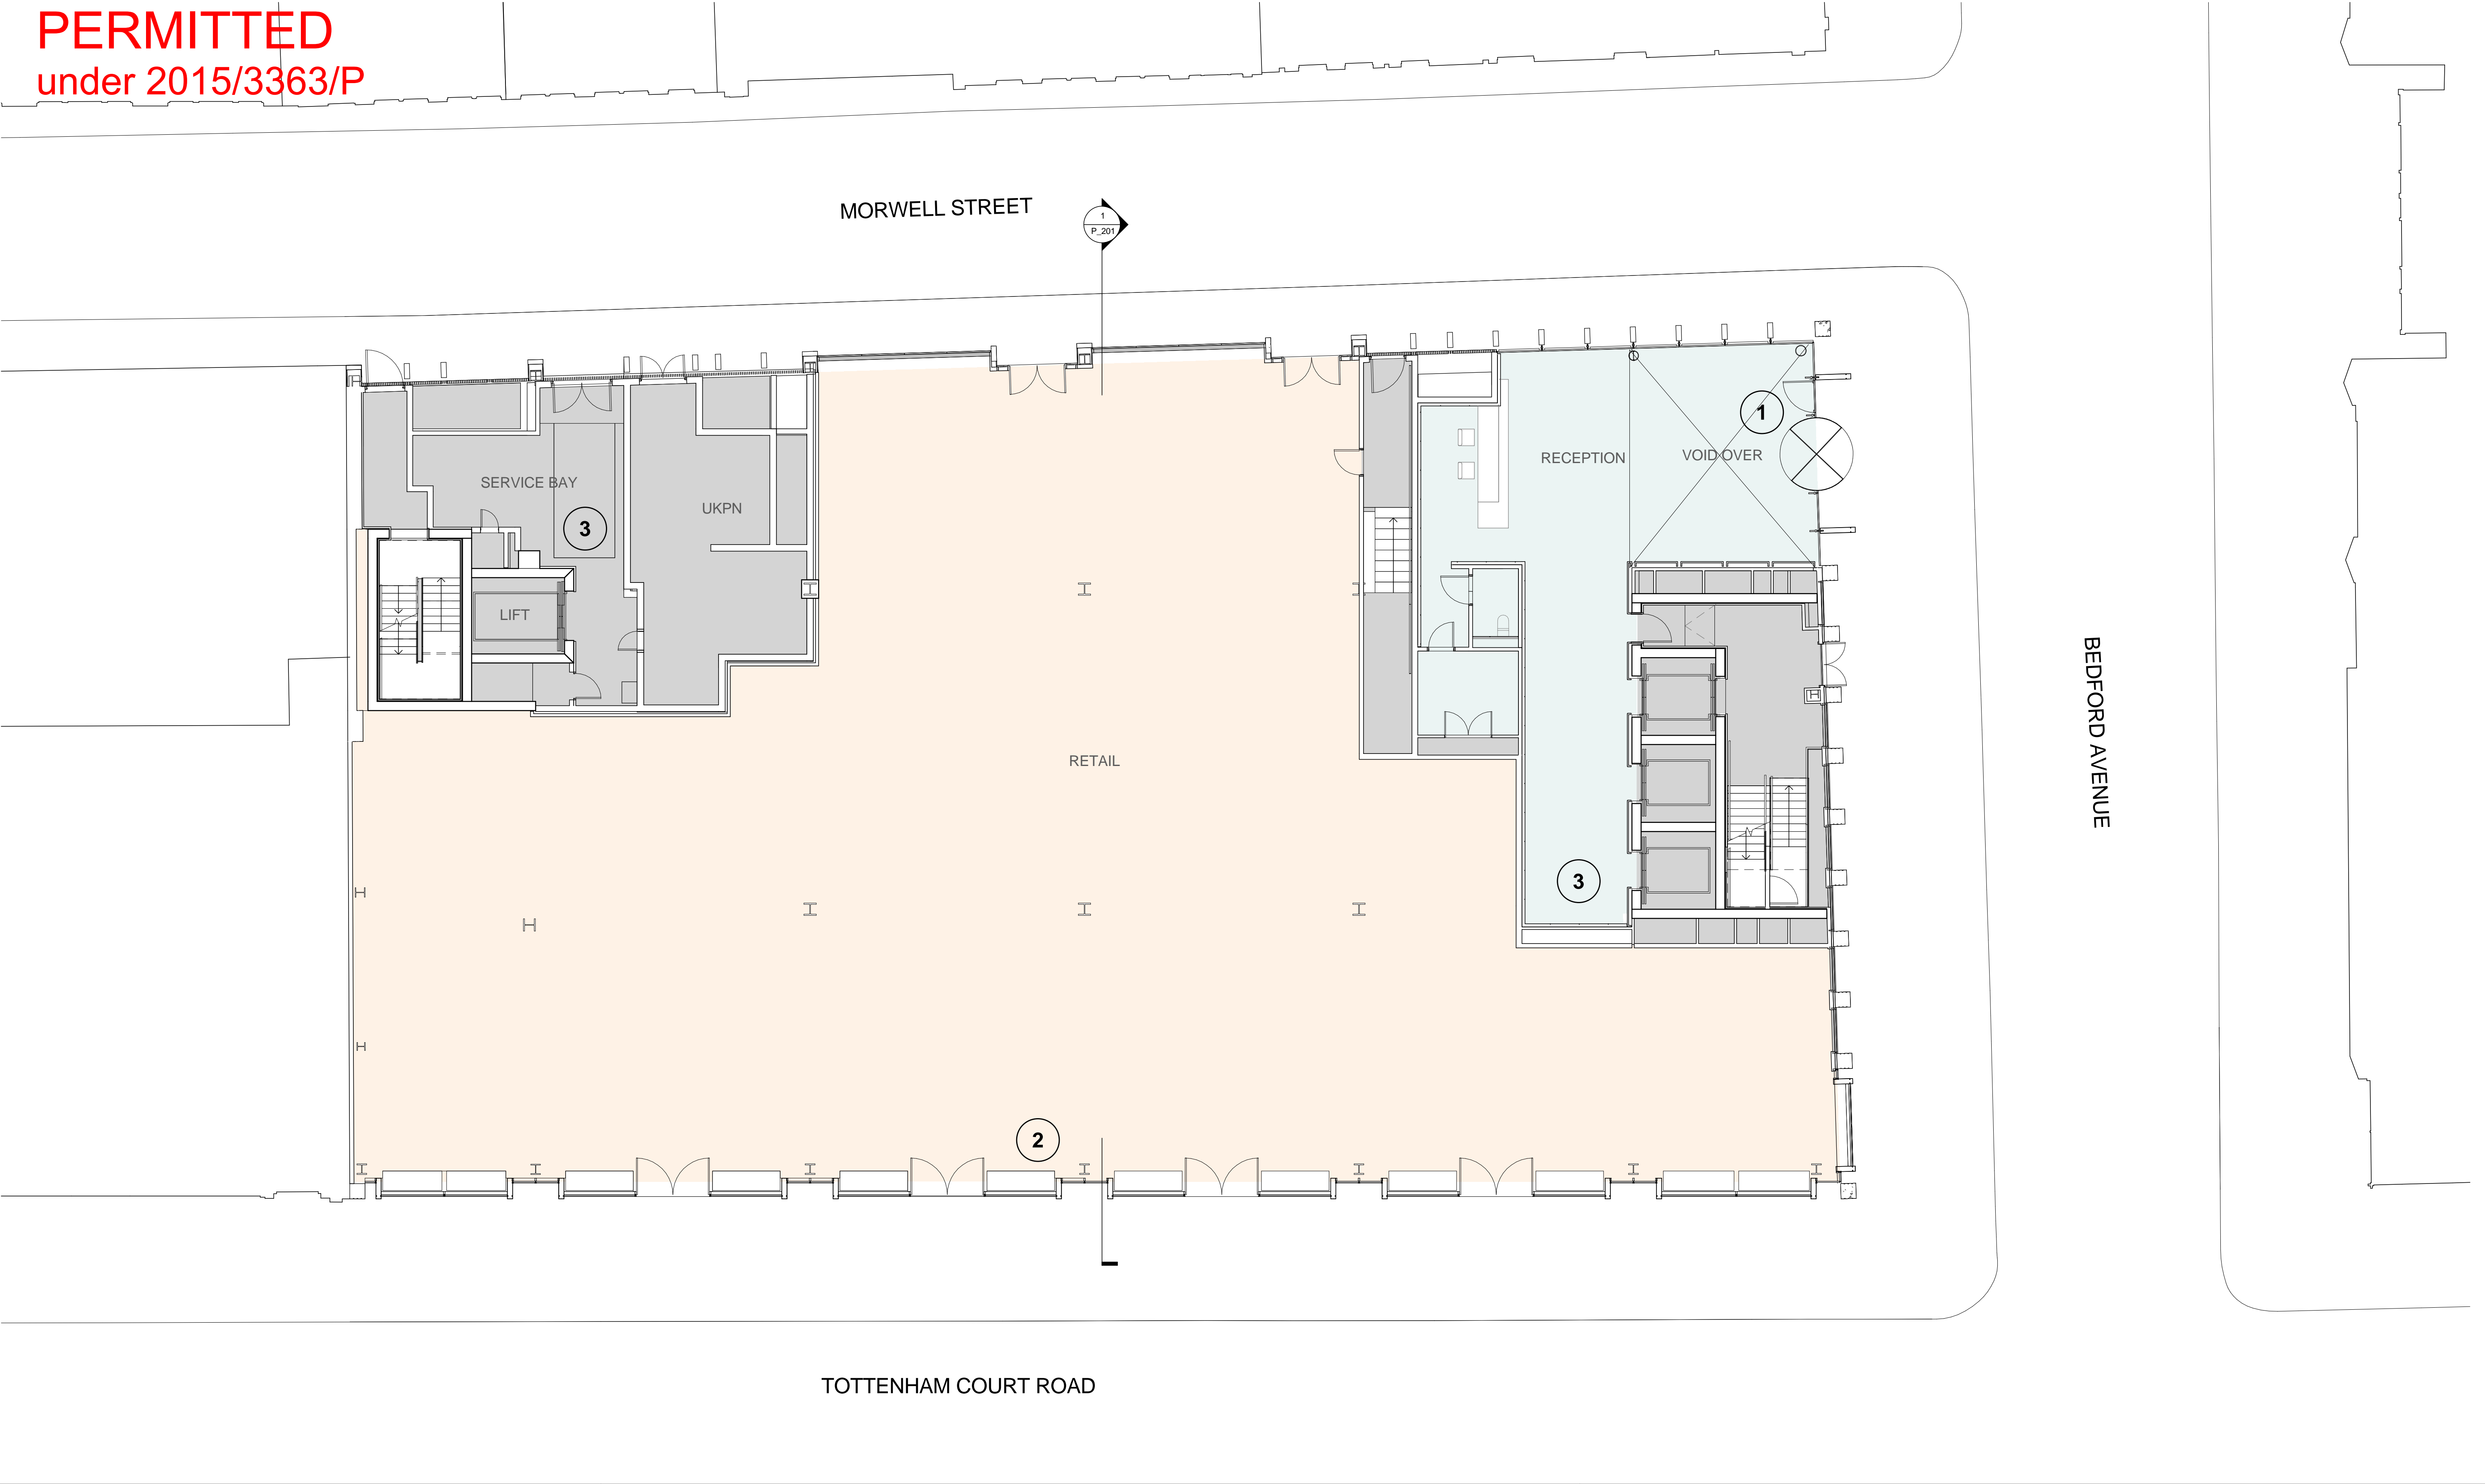 PERMITTED
under 2015/3363/P
MORWELL STREET
1
P_201
1
RECEPTION
VOID OVER
SERVICE BAY
UKPN
3
LIFT
BEDFORD AVENUE
RETAIL
3
2
TOTTENHAM COURT ROAD